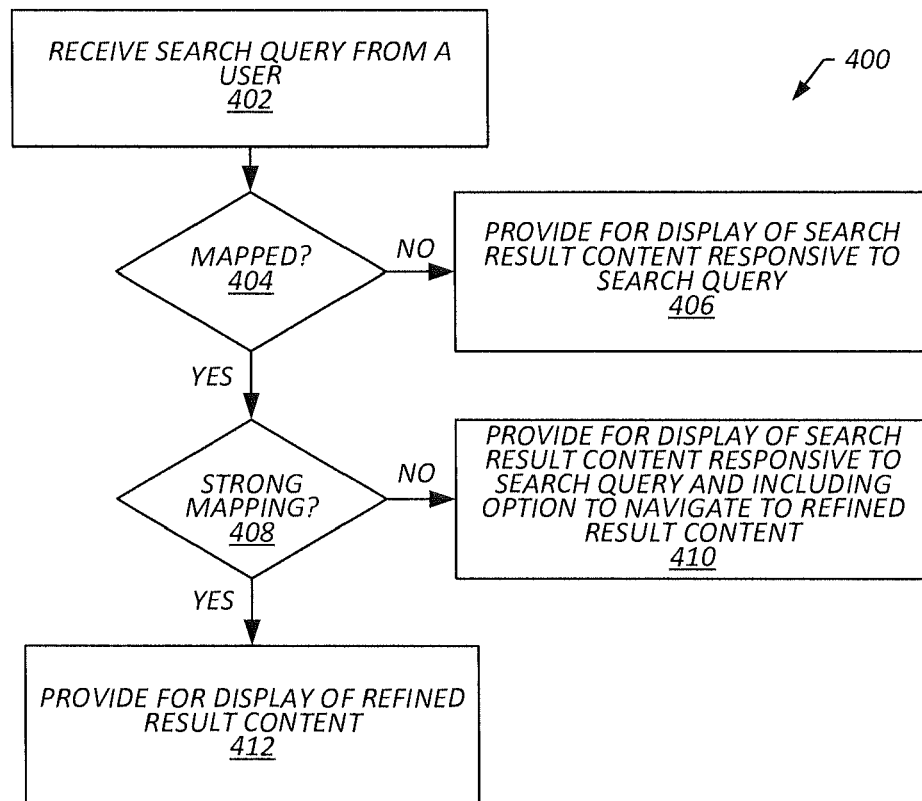 RECEIVE SEARCH QUERY FROM A
USER
402
400
MAPPED?
404
NO
PROVIDE FOR DISPLAY OF SEARCH
RESULT CONTENT RESPONSIVE TO
SEARCH QUERY
406
YES
STRONG
MAPPING?
408
NO
PROVIDE FOR DISPLAY OF SEARCH
RESULT CONTENT RESPONSIVE TO
SEARCH QUERY AND INCLUDING
OPTION TO NAVIGATE TO REFINED
RESULT CONTENT
410
YES
PROVIDE FOR DISPLAY OF REFINED
RESULT CONTENT
412